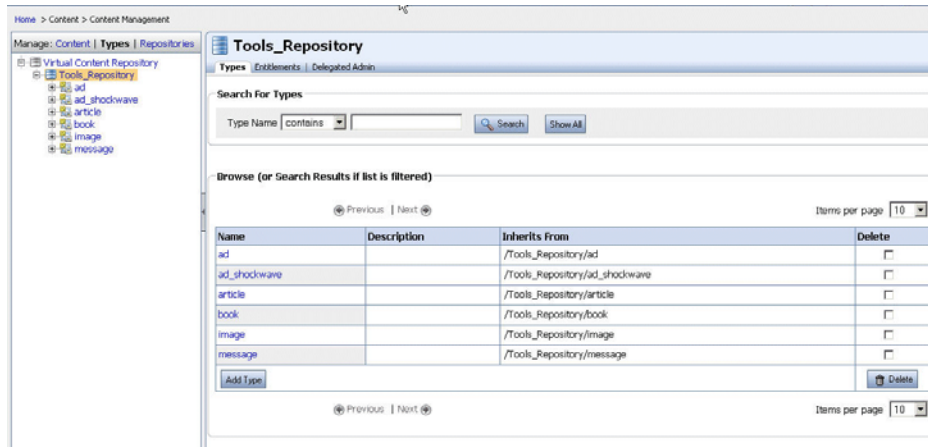 Home > Content > Content Management
Manage: Content | Types | Repositories
Virtual Content Repository
Tools_Repository
ad
ad_shockwave
article
book
image
message
Tools_Repository
Types Entitlements | Delegated Admin
Search For Types
Type Name contains Search Show All
Browse (or Search Results if list is filtered)
Previous | Next Items per page 10
Name Description Inherits From Delete
ad /Tools_Repository/ad
ad_shockwave /Tools_Repository/ad_shockwave
article /Tools_Repository/article
book /Tools_Repository/book
image /Tools_Repository/image
message /Tools_Repository/message
Add Type Delete
Previous | Next Items per page 10